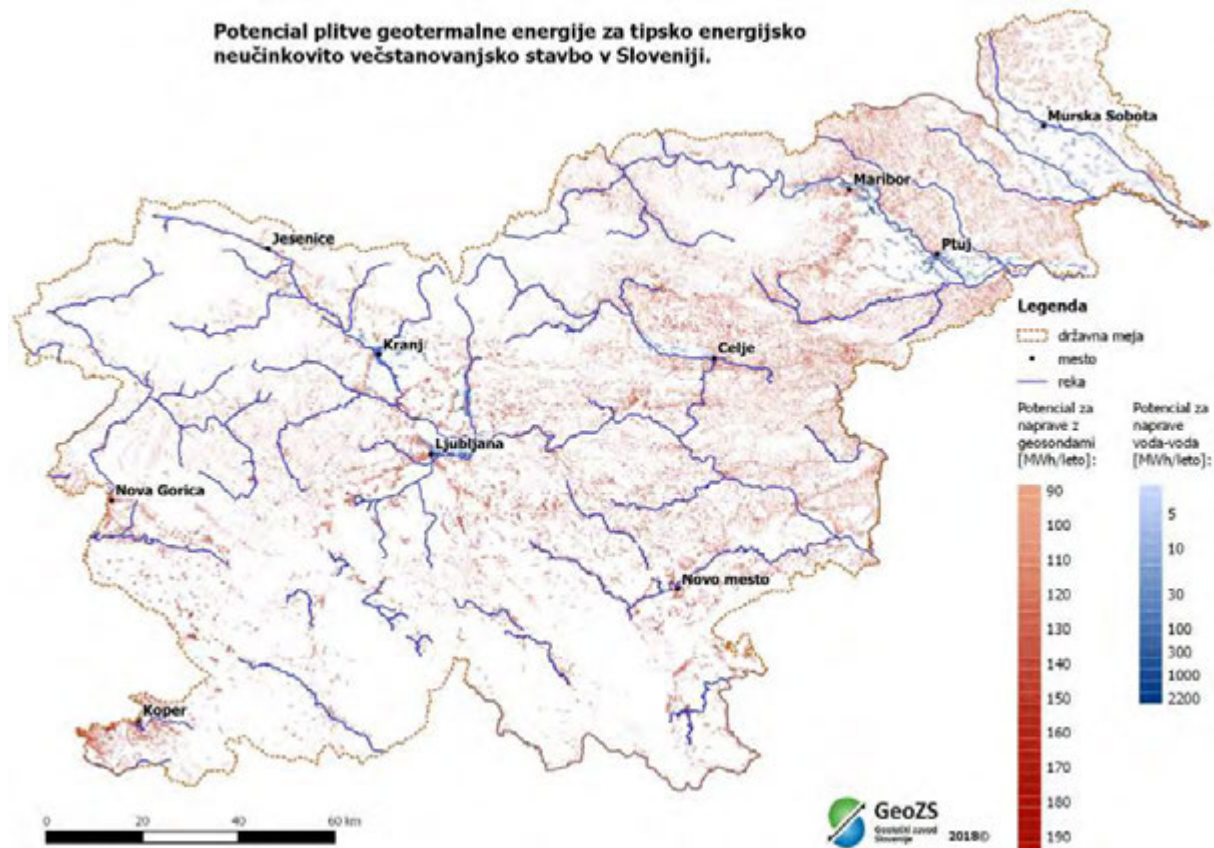 Potencial plitve geotermalne energije za tipsko energijsko
neučinkovito večstanovanjsko stavbo v Sloveniji.
Murska Sobota
Maribor
Ptuj
Jesenice
Kranj
Celje
Ljubljana
Nova Gorica
Novo mesto
Koper
Legenda
državna meja
mesto
reka
Potencial za
naprave z
geosondami
[MWh/leto]:
90
100
110
120
130
140
150
160
170
180
190
Potencial za
naprave
voda-voda
[MWh/leto]:
5
10
30
100
300
1000
2200
0 20 40 60 km
GeoZS
Geološki zavod
Slovenije
2018©